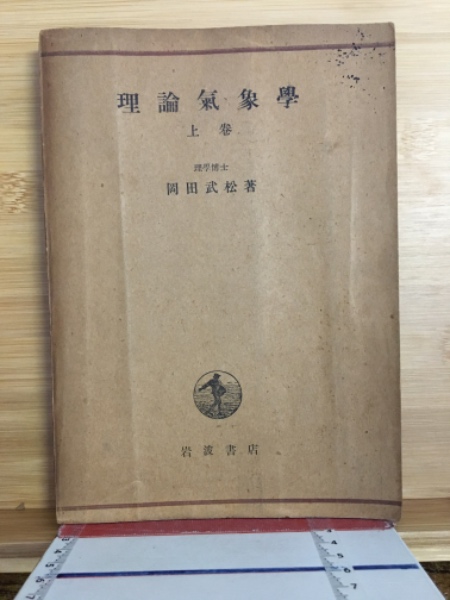 理論氣象學
上卷
理學博士
岡田武松著
岩波書店